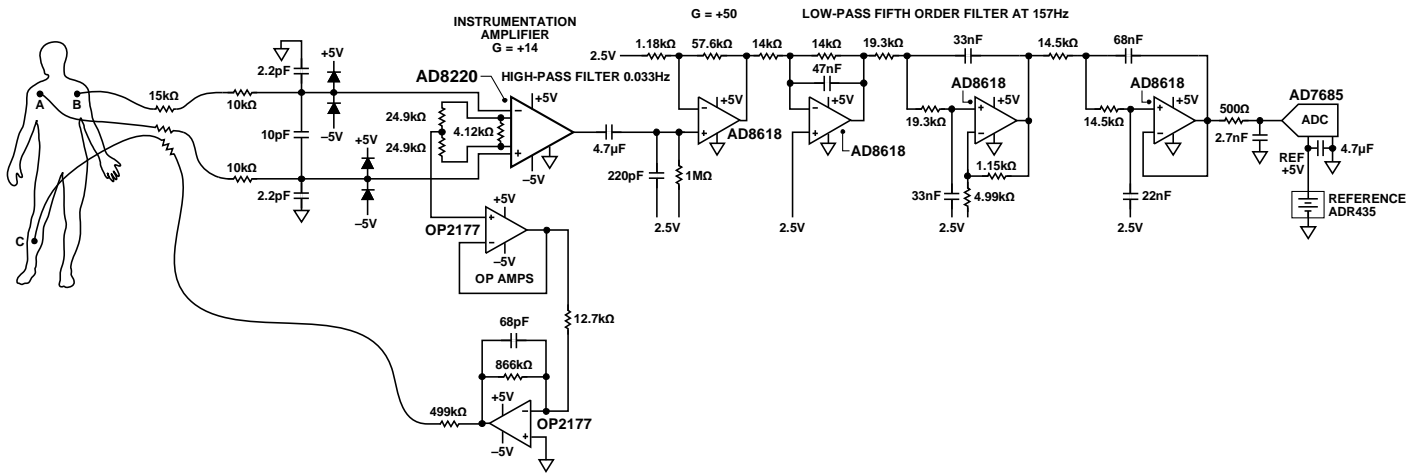 G = +50
LOW-PASS FIFTH ORDER FILTER AT 157Hz
INSTRUMENTATION
AMPLIFIER
G = +14
AD8220
HIGH-PASS FILTER 0.033Hz
A
B
C
15kΩ
10kΩ
10kΩ
2.2pF
10pF
2.2pF
+5V
–5V
+5V
–5V
24.9kΩ
24.9kΩ
4.12kΩ
–
+
+5V
–5V
4.7µF
220pF
1MΩ
2.5V
2.5V
1.18kΩ
57.6kΩ
–
+
+5V
AD8618
14kΩ
14kΩ
47nF
–
+
+5V
AD8618
2.5V
19.3kΩ
33nF
19.3kΩ
AD8618
+
–
+5V
1.15kΩ
4.99kΩ
33nF
2.5V
14.5kΩ
68nF
14.5kΩ
AD8618
+
–
+5V
22nF
2.5V
500Ω
2.7nF
AD7685
ADC
REF
+5V
4.7µF
REFERENCE
ADR435
OP2177
+
–
+5V
–5V
OP AMPS
12.7kΩ
68pF
866kΩ
499kΩ
+5V
–5V
–
+
OP2177